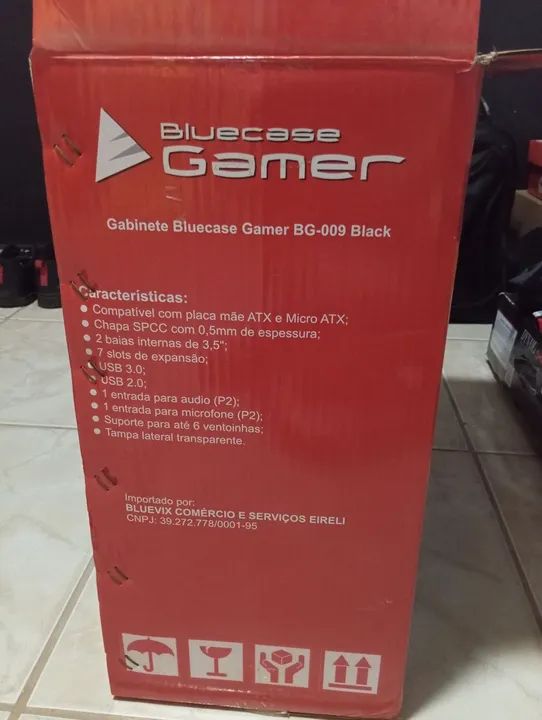 Bluecase
Gamer
Gabinete Bluecase Gamer BG-009 Black
Características:
Compatível com placa mãe ATX e Micro ATX;
Chapa SPCC com 0,5mm de espessura;
2 baias internas de 3,5";
7 slots de expansão;
USB 3.0;
USB 2.0;
1 entrada para audio (P2);
1 entrada para microfone (P2);
Suporte para até 6 ventoinhas;
Tampa lateral transparente.
Importado por:
BLUEVIX COMÉRCIO E SERVIÇOS EIRELI
CNPJ: 39.272.778/0001-95